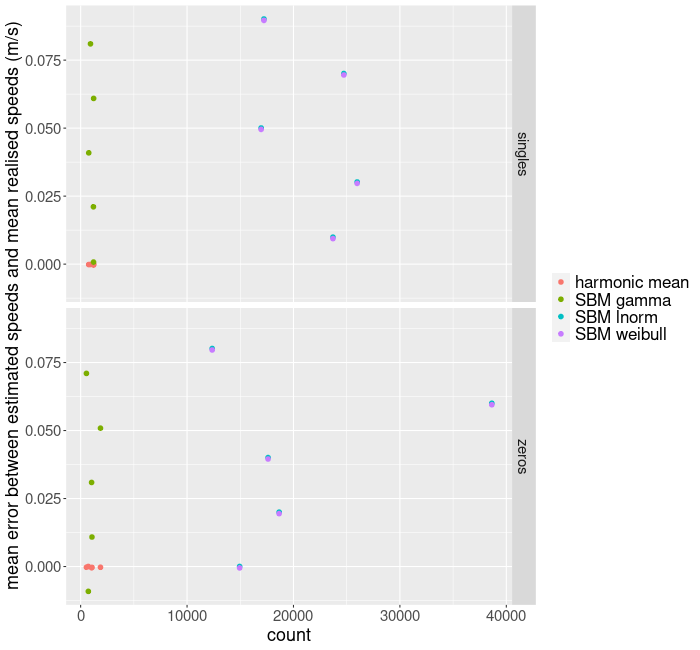 mean error between estimated speeds and mean realised speeds (m/s)
0.075
0.050
0.025
0.000
singles
0.075
0.050
0.025
0.000
zeros
0
10000
20000
30000
40000
count
harmonic mean
SBM gamma
SBM lnorm
SBM weibull